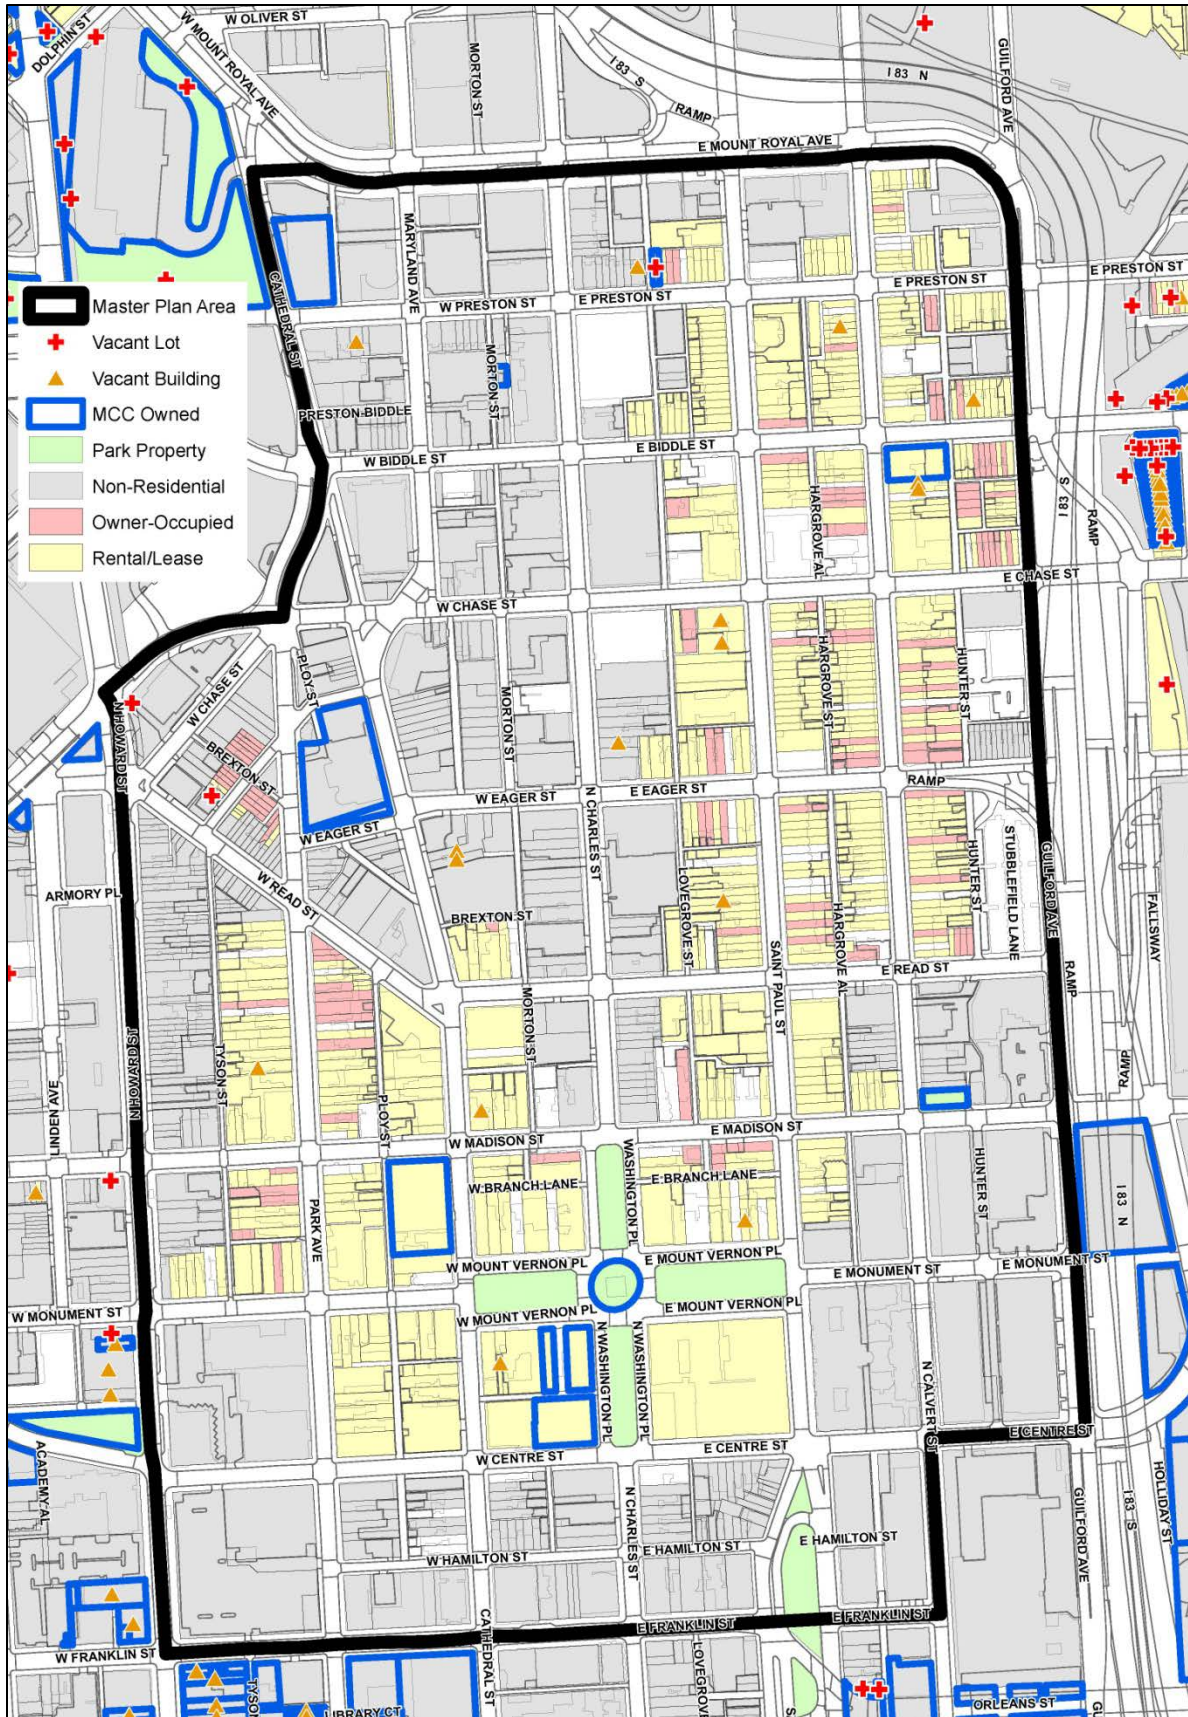 W OLIVER ST
DOLPHIN ST
W MOUNT ROYAL AVE
MORTON ST
I 83 S
I 83 N
GUILFORD AVE
RAMP
E MOUNT ROYAL AVE
MARYLAND AVE
CATHEDRAL ST
W PRESTON ST
E PRESTON ST
E PRESTON ST
E PRESTON ST
Master Plan Area
Vacant Lot
Vacant Building
MCC Owned
Park Property
Non-Residential
Owner-Occupied
Rental/Lease
MORTON ST
PRESTON BIDDLE
W BIDDLE ST
E BIDDLE ST
HARGROVE AL
I 83 S
RAMP
E CHASE ST
W CHASE ST
W CHASE ST
PLOY ST
HARGROVE ST
HUNTER ST
MORTON ST
N HOWARD ST
BREXTON ST
W EAGER ST
E EAGER ST
RAMP
W EAGER ST
N CHARLES ST
W READ ST
ARMORY PL
BREXTON ST
LOVEGROVE ST
SAINT PAUL ST
HARGROVE AL
HUNTER ST
STUBBLEFIELD LANE
GUILFORD AVE
FALLSWAY
E READ ST
RAMP
MORTON ST
LINDEN AVE
N HOWARD ST
TYSON ST
PLOY ST
RAMP
W MADISON ST
E MADISON ST
W BRANCH LANE
WASHINGTON PL
E BRANCH LANE
HUNTER ST
I 83 N
PARK AVE
W MOUNT VERNON PL
E MOUNT VERNON PL
E MONUMENT ST
E MONUMENT ST
W MONUMENT ST
W MOUNT VERNON PL
E MOUNT VERNON PL
N WASHINGTON PL
N WASHINGTON PL
N CALVERT ST
E CENTRE ST
W CENTRE ST
E CENTRE ST
ACADEMY AL
N CHARLES ST
HOLLIDAY ST
I 83 S
GUILFORD AVE
W HAMILTON ST
E HAMILTON ST
E HAMILTON ST
CATHEDRAL ST
E FRANKLIN ST
E FRANKLIN ST
W FRANKLIN ST
TYSON
LIBRARY CT
LOVEGROV
S
ORLEANS ST
GU